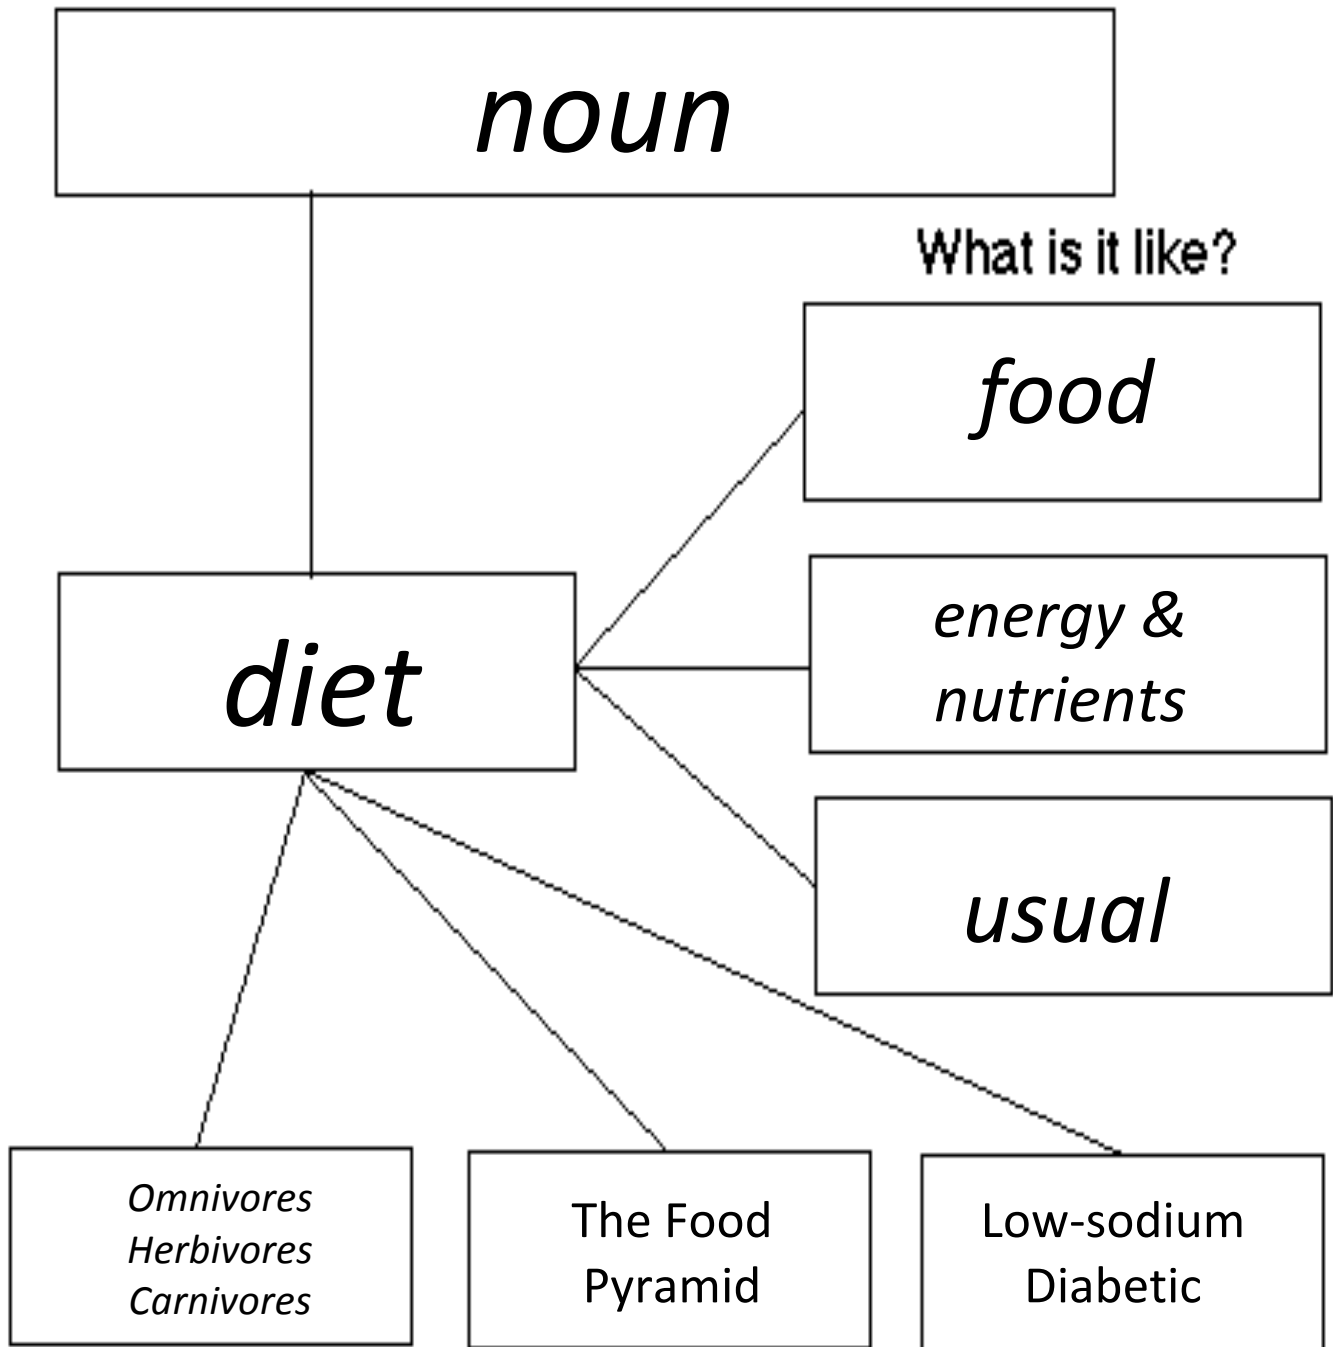 noun
What is it like?
food
energy &
nutrients
diet
usual
Omnivores
Herbivores
Carnivores
The Food
Pyramid
Low-sodium
Diabetic